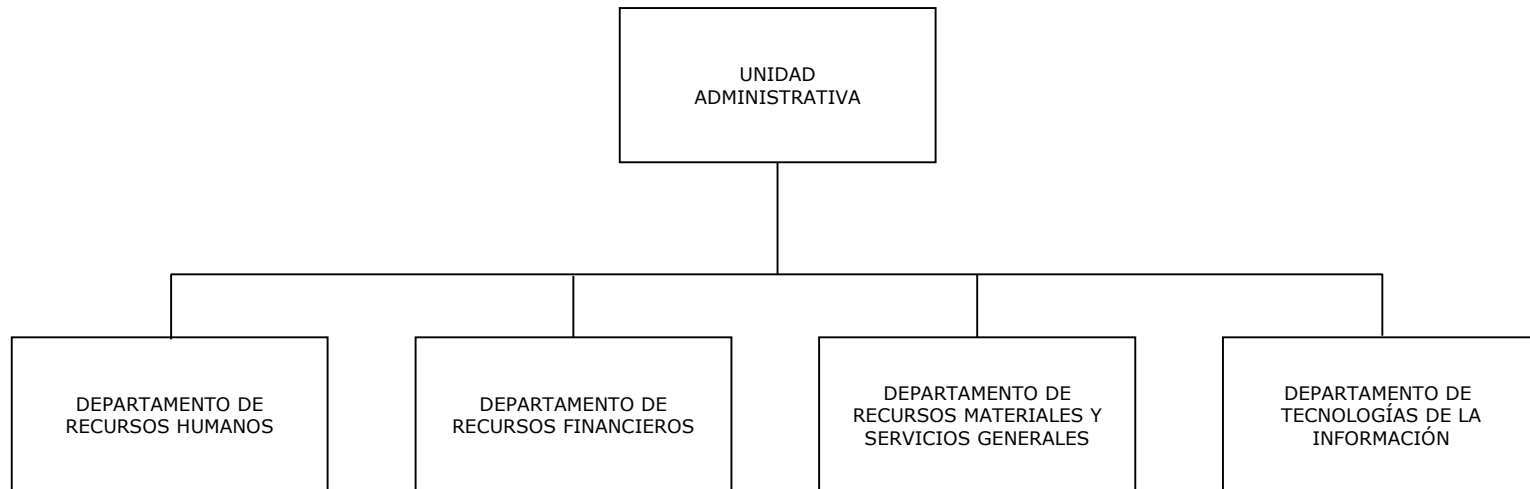 UNIDAD
ADMINISTRATIVA
DEPARTAMENTO DE
RECURSOS HUMANOS
DEPARTAMENTO DE
RECURSOS FINANCIEROS
DEPARTAMENTO DE
RECURSOS MATERIALES Y
SERVICIOS GENERALES
DEPARTAMENTO DE
TECNOLOGÍAS DE LA
INFORMACIÓN